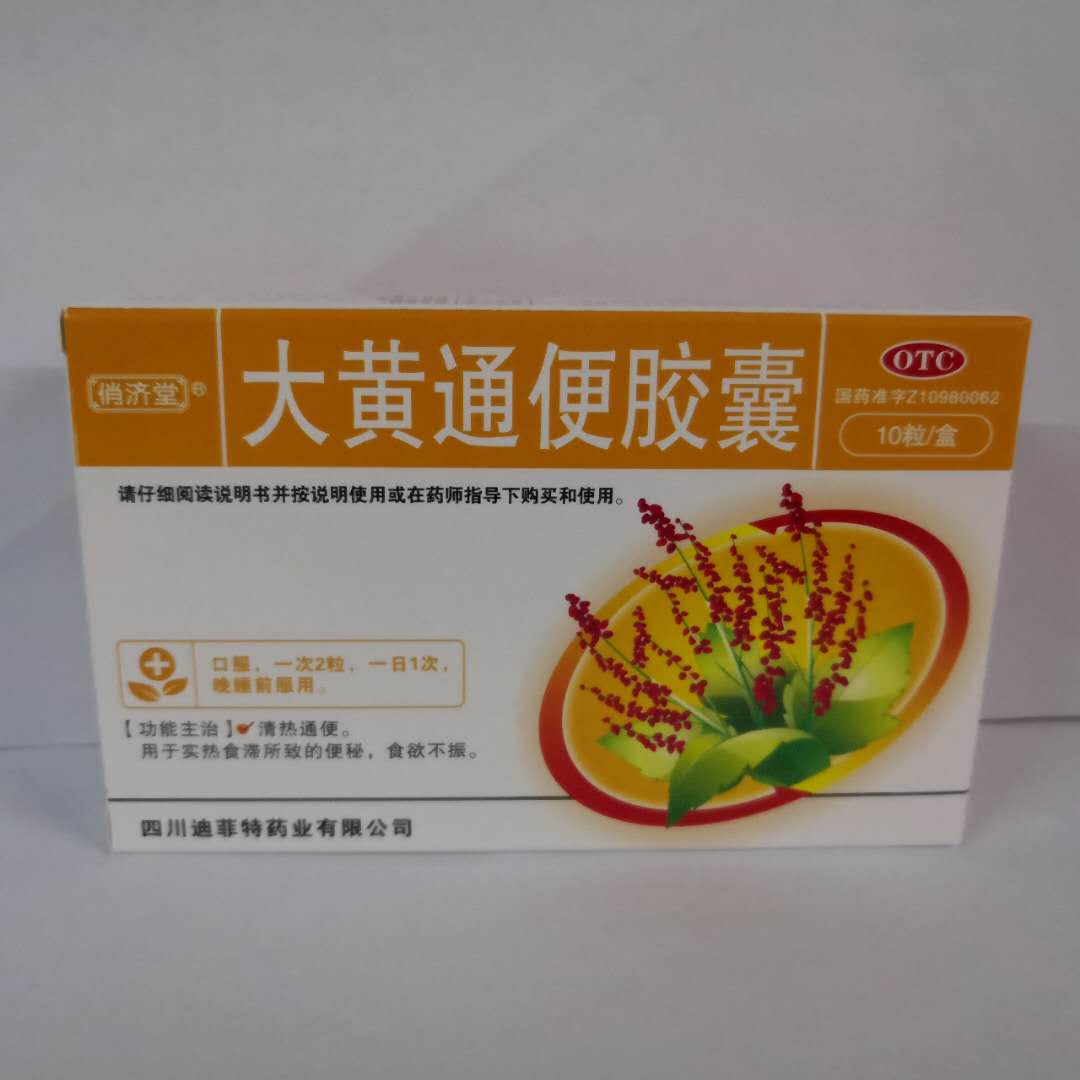 俏济堂®
大黄通便胶囊
OTC
国药准字Z10980062
10粒/盒
请仔细阅读说明书并按说明使用或在药师指导下购买和使用。
口服，一次2粒，一日1次，
晚睡前服用。
【功能主治】清热通便。
用于实热食滞所致的便秘，食欲不振。
四川迪菲特药业有限公司